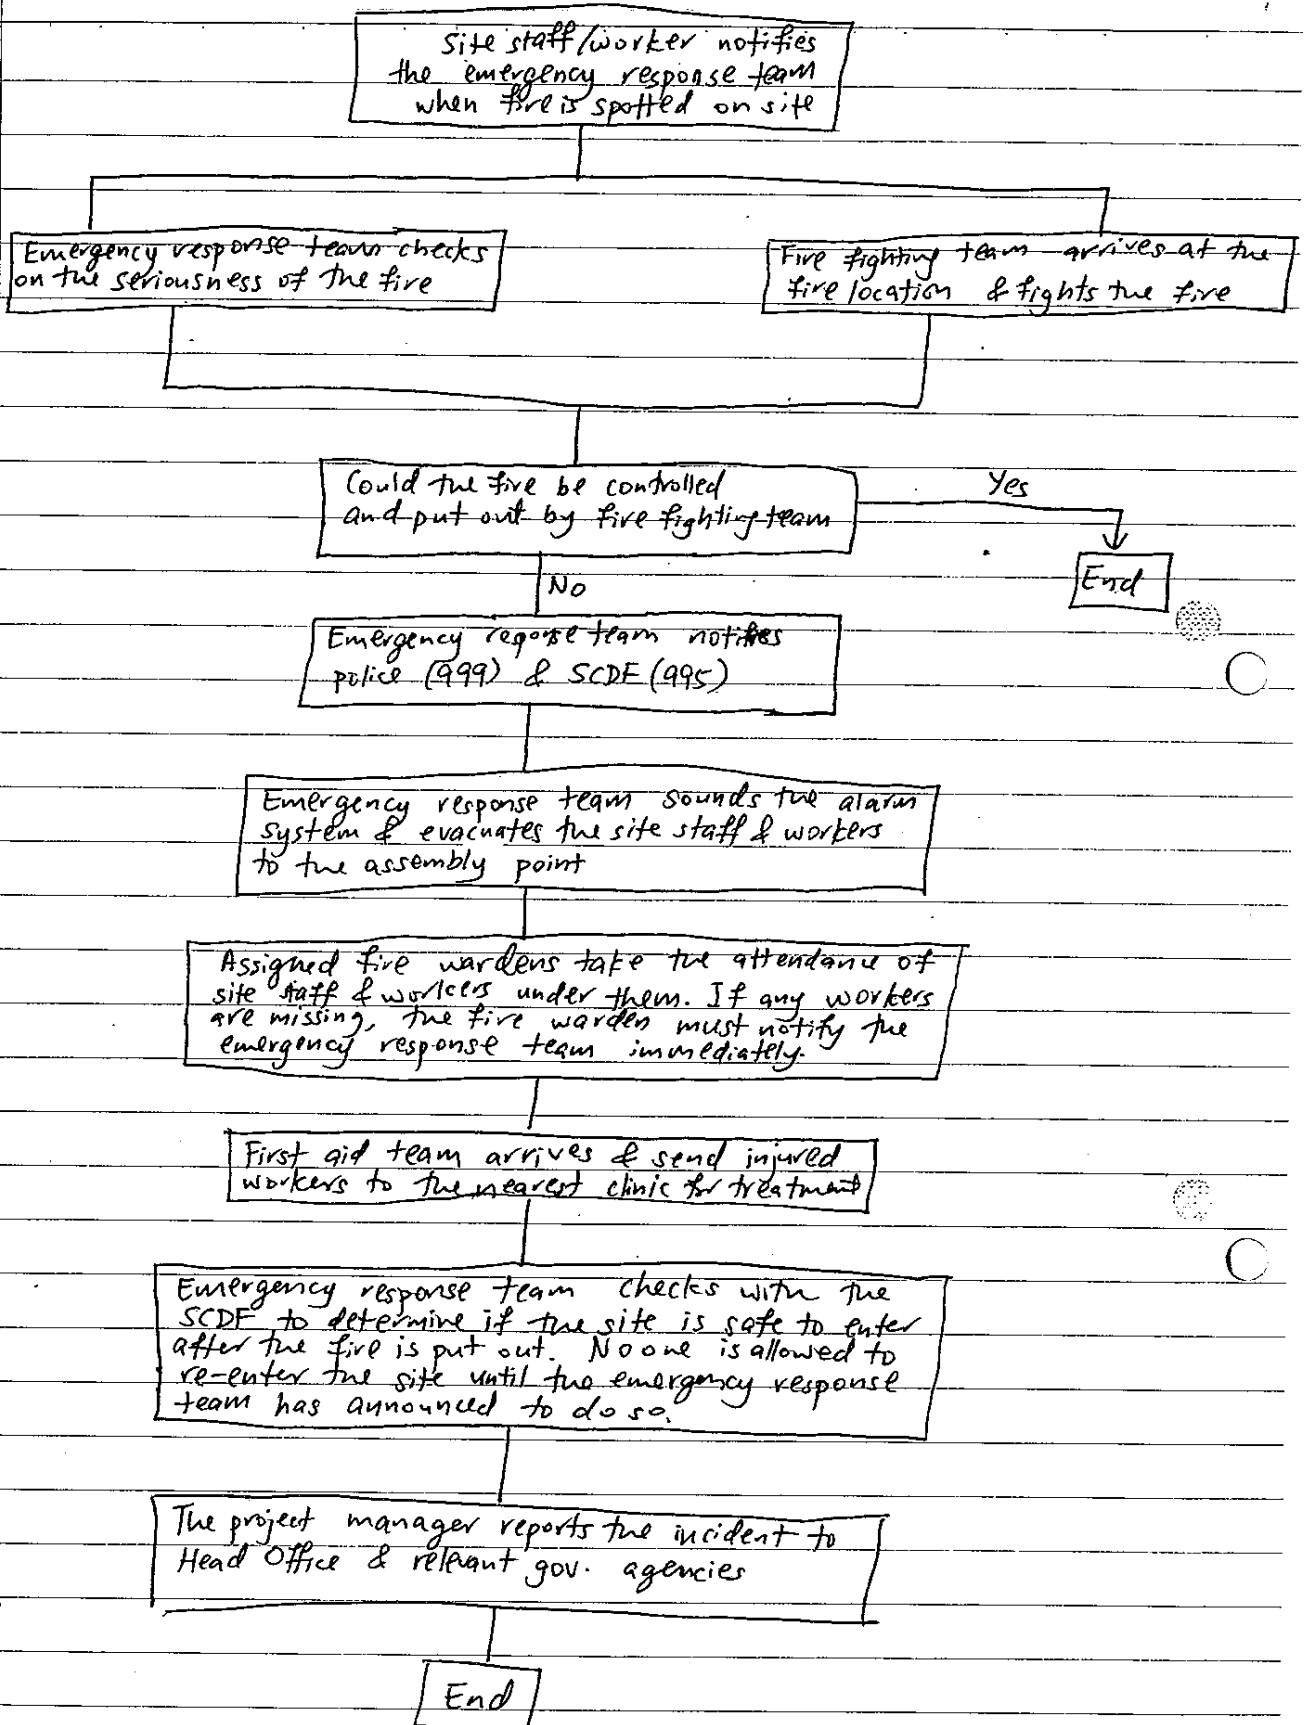 Site staff/worker notifies
the emergency response team
when fire is spotted on site
Emergency response team checks
on the seriousness of the fire
Fire fighting team arrives at the
fire location & fights the fire
Could the fire be controlled
and put out by fire fighting team
Yes
End
No
Emergency response team notifies
police (999) & SCDF (995)
Emergency response team sounds the alarm
system & evacuates the site staff & workers
to the assembly point
Assigned fire wardens take the attendance of
site staff & workers under them. If any workers
are missing, the fire warden must notify the
emergency response team immediately.
First aid team arrives & send injured
workers to the nearest clinic for treatment
Emergency response team checks with the
SCDF to determine if the site is safe to enter
after the fire is put out. No one is allowed to
re-enter the site until the emergency response
team has announced to do so.
The project manager reports the incident to
Head Office & relevant gov. agencies
End